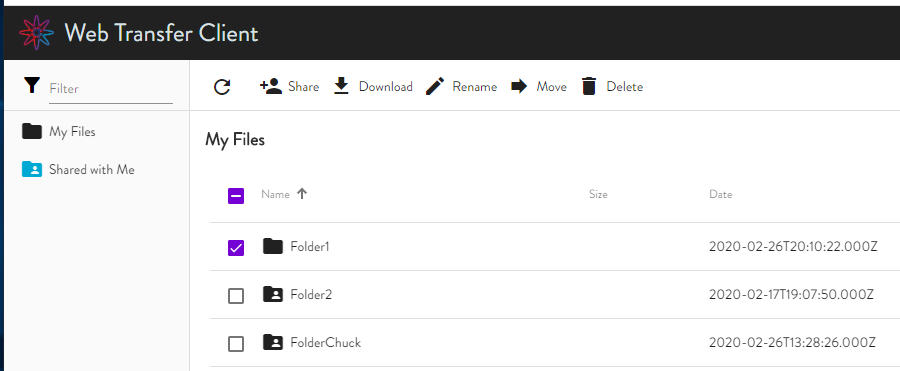 Web Transfer Client
Filter
Share Download Rename Move Delete
My Files
Shared with Me
My Files
Name Size Date
Folder1 2020-02-26T20:10:22.000Z
Folder2 2020-02-17T19:07:50.000Z
FolderChuck 2020-02-26T13:28:26.000Z